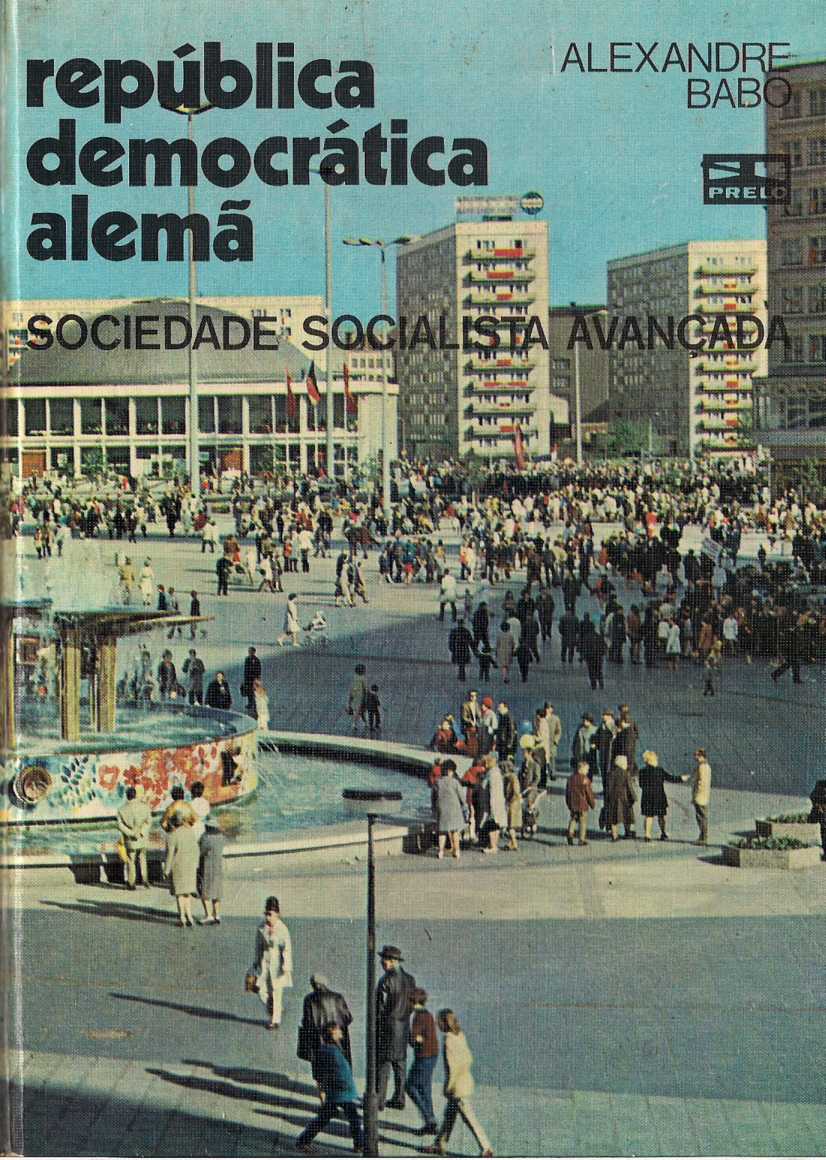 república
democrática
alemã
ALEXANDRE
BABO
PRELO
SOCIEDADE SOCIALISTA AVANÇADA